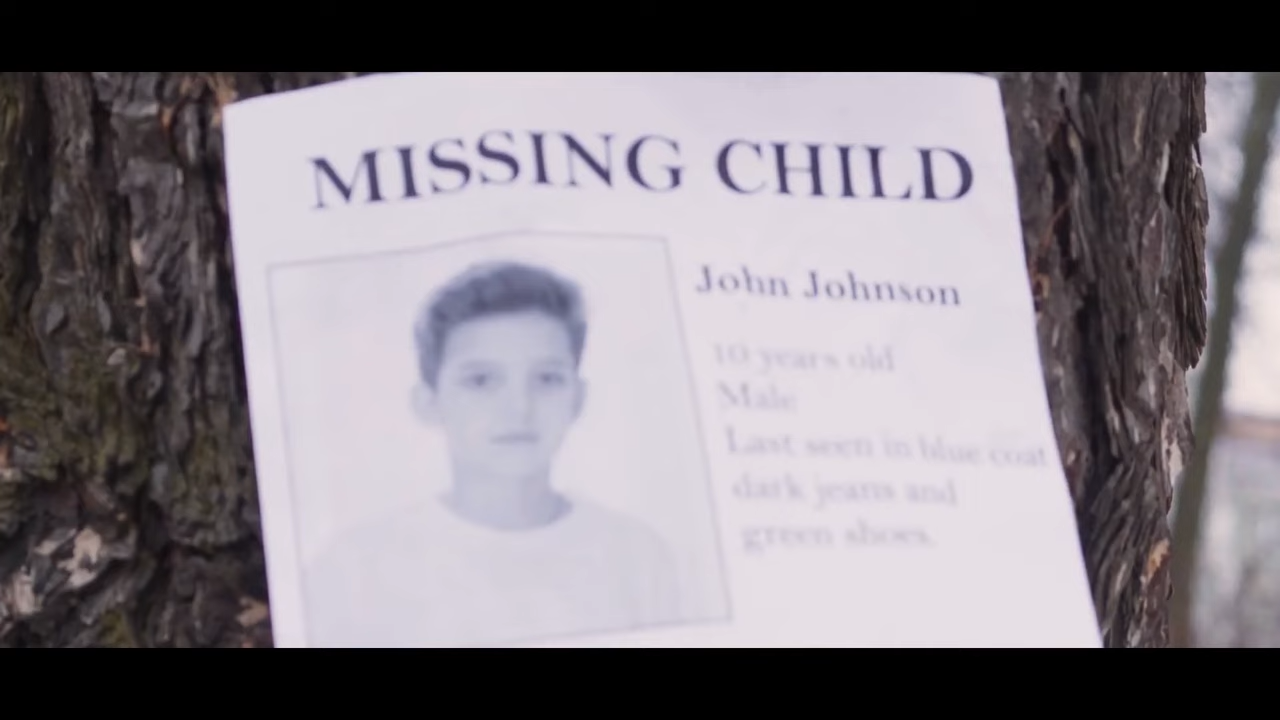 MISSING CHILD
John Johnson
10 years old
Male
Last seen in blue coat
dark jeans and
green shoes.